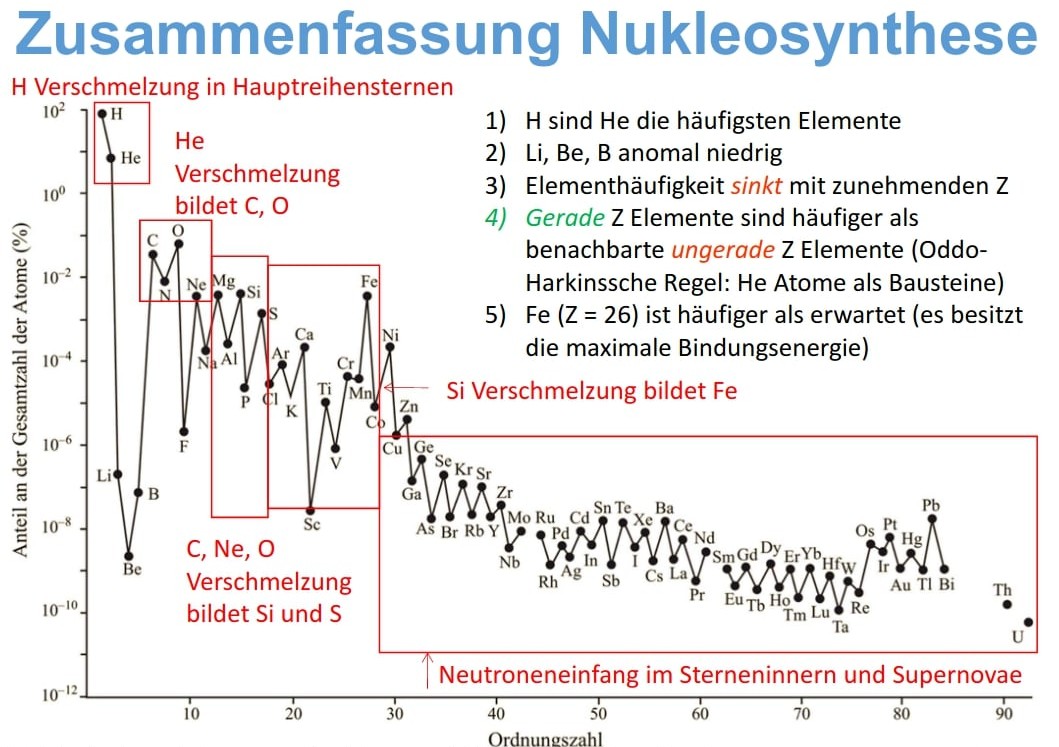 Zusammenfassung Nukleosynthese
H Verschmelzung in Hauptreihensternen
He
Verschmelzung
bildet C, O
1) H sind He die häufigsten Elemente
2) Li, Be, B anomal niedrig
3) Elementhäufigkeit sinkt mit zunehmenden Z
4) Gerade Z Elemente sind häufiger als
benachbarte ungerade Z Elemente (Oddo-
Harkinssche Regel: He Atome als Bausteine)
5) Fe (Z = 26) ist häufiger als erwartet (es besitzt
die maximale Bindungsenergie)
Si Verschmelzung bildet Fe
C, Ne, O
Verschmelzung
bildet Si und S
Neutroneneinfang im Sterneninnern und Supernovae
Anteil an der Gesamtzahl der Atome (%)
10²
10⁰
10⁻²
10⁻⁴
10⁻⁶
10⁻⁸
10⁻¹⁰
10⁻¹²
H
He
Li
Be
B
C
N
O
F
Ne
Na
Mg
Al
Si
P
S
Cl
Ar
K
Ca
Sc
Ti
V
Cr
Mn
Fe
Co
Ni
Cu
Zn
Ga
Ge
As
Se
Br
Kr
Rb
Sr
Y
Zr
Nb
Mo
Ru
Rh
Pd
Ag
Cd
In
Sn
Sb
Te
I
Xe
Cs
Ba
La
Ce
Pr
Nd
Sm
Eu
Gd
Tb
Dy
Ho
Er
Tm
Yb
Lu
Hf
Ta
W
Re
Os
Ir
Pt
Au
Hg
Tl
Pb
Bi
Th
U
10 20 30 40 50 60 70 80 90
Ordnungszahl